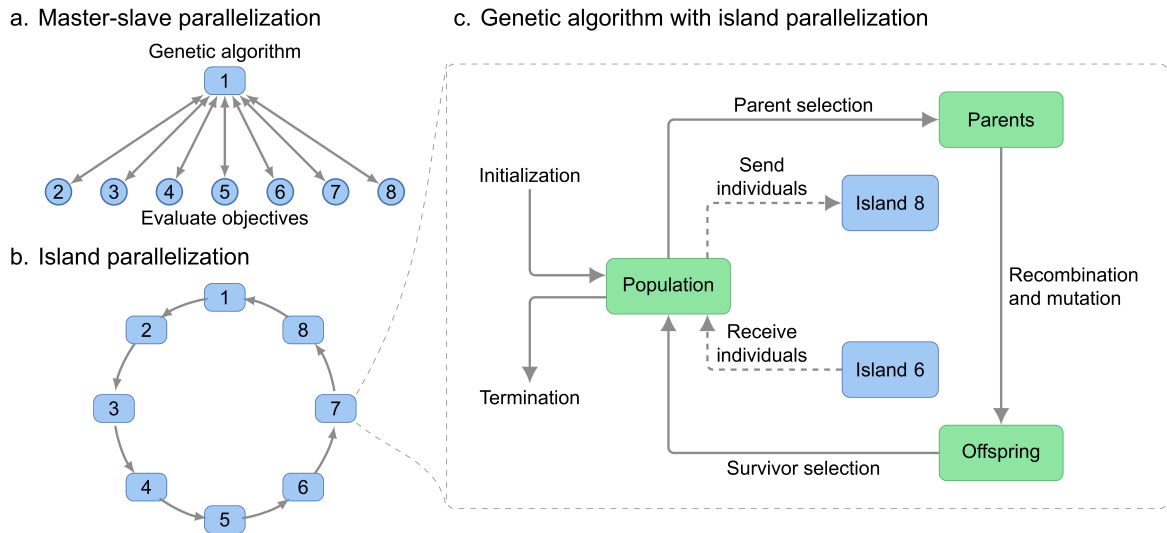 a. Master-slave parallelization
Genetic algorithm
1
2 3 4 5 6 7 8
Evaluate objectives
b. Island parallelization
1
2
8
3
7
4
6
5
c. Genetic algorithm with island parallelization
Parent selection
Parents
Send
individuals
Initialization
Island 8
Population
Recombination
and mutation
Receive
individuals
Island 6
Termination
Offspring
Survivor selection